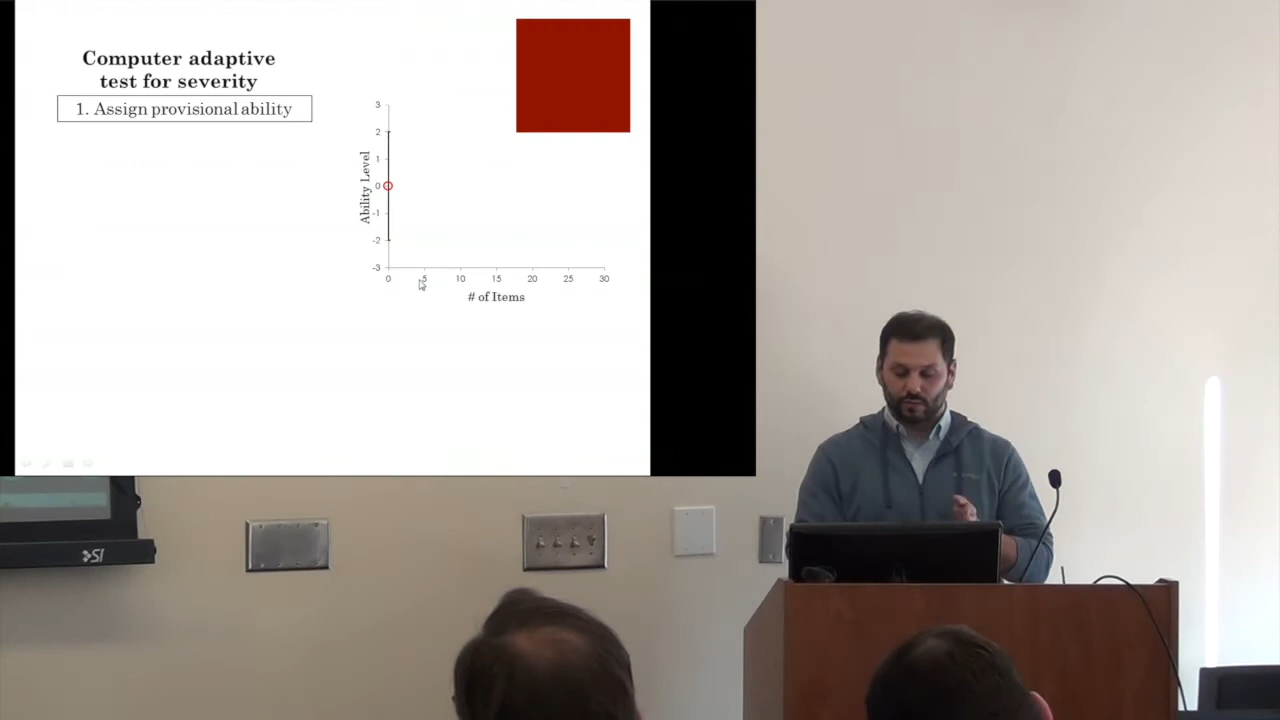 Computer adaptive
test for severity
1. Assign provisional ability
3
2
1
0
-1
-2
-3
Ability Level
0 5 10 15 20 25 30
# of Items
SI